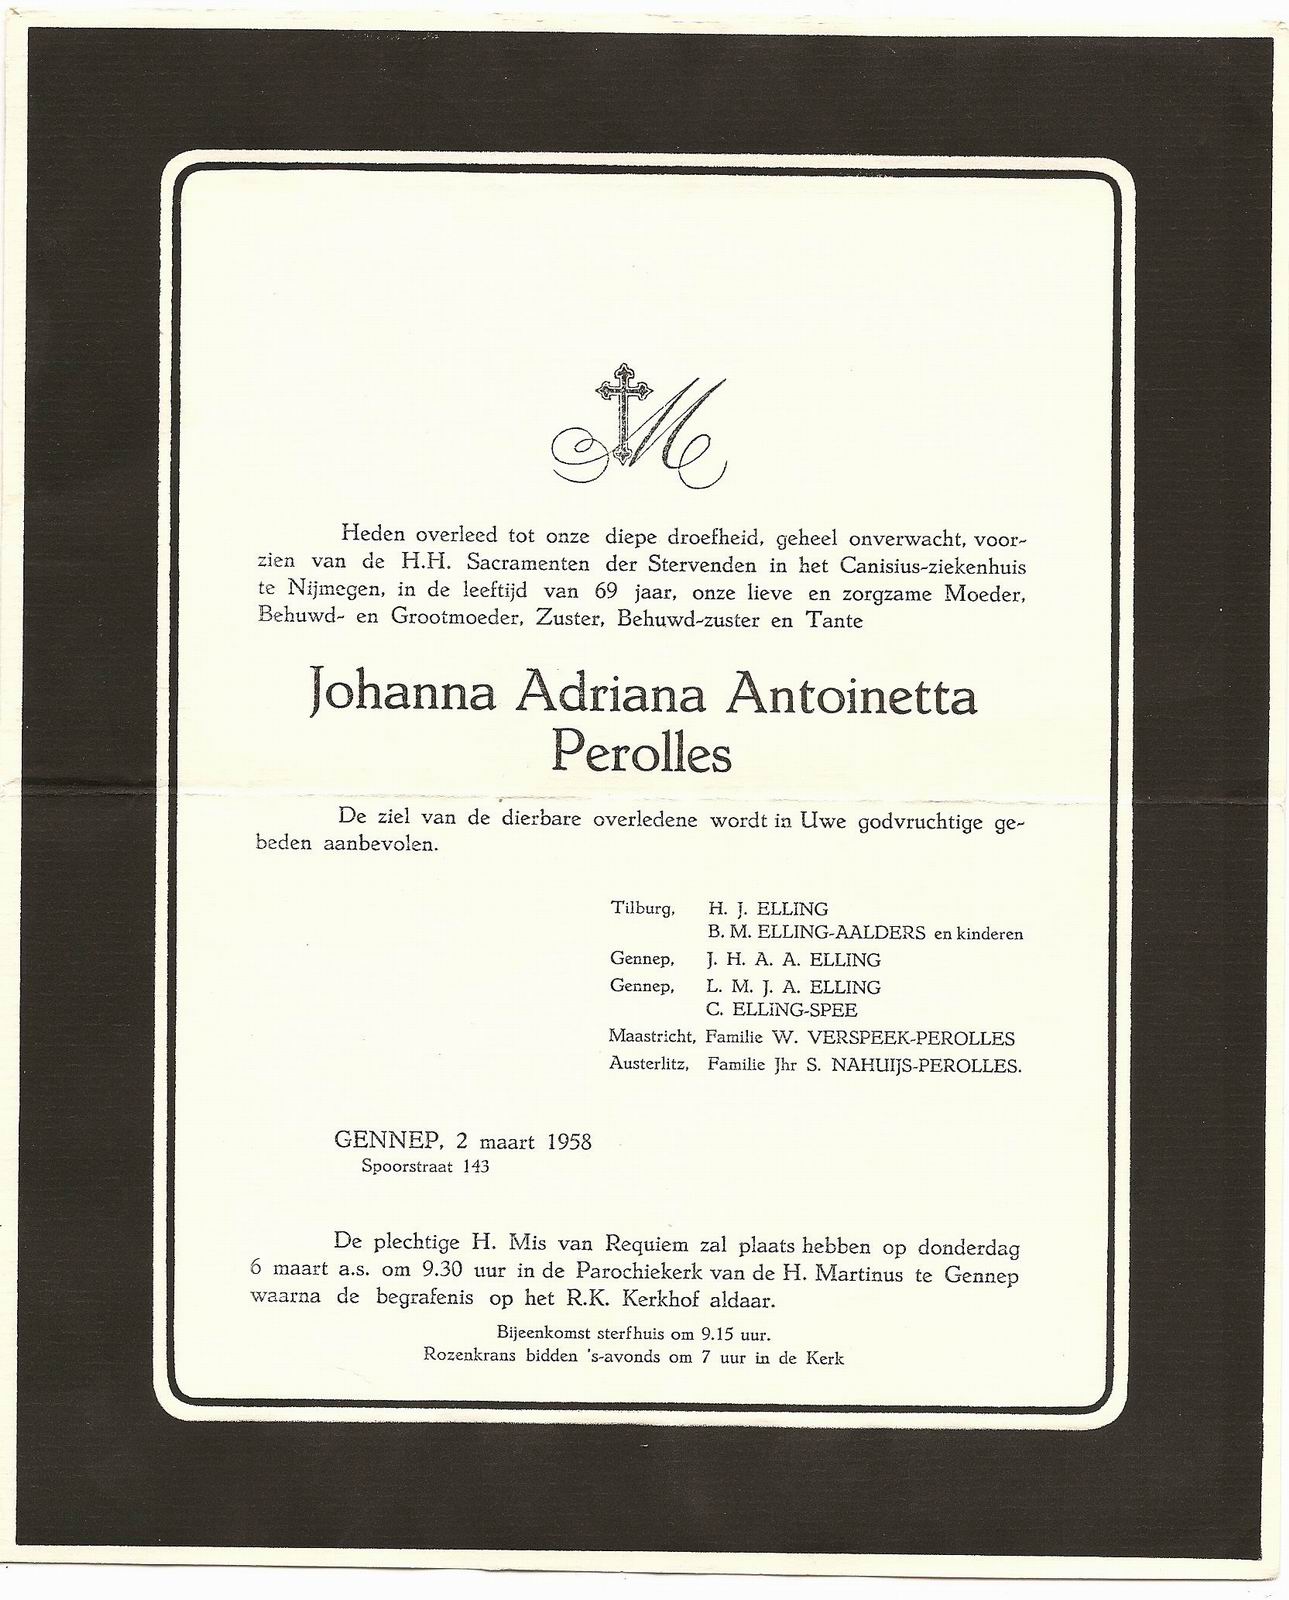 M
Heden overleed tot onze diepe droefheid, geheel onverwacht, voor-
zien van de H.H. Sacramenten der Stervenden in het Canisius-ziekenhuis
te Nijmegen, in de leeftijd van 69 jaar, onze lieve en zorgzame Moeder,
Behuwd- en Grootmoeder, Zuster, Behuwd-zuster en Tante
Johanna Adriana Antoinetta
Perolles
De ziel van de dierbare overledene wordt in Uwe godvruchtige ge-
beden aanbevolen.
Tilburg, H. J. ELLING
B. M. ELLING-AALDERS en kinderen
Gennep, J. H. A. A. ELLING
Gennep, L. M. J. A. ELLING
C. ELLING-SPEE
Maastricht, Familie W. VERSPEEK-PEROLLES
Austerlitz, Familie Jhr S. NAHUIJS-PEROLLES.
GENNEP, 2 maart 1958
Spoorstraat 143
De plechtige H. Mis van Requiem zal plaats hebben op donderdag
6 maart a.s. om 9.30 uur in de Parochiekerk van de H. Martinus te Gennep
waarna de begrafenis op het R.K. Kerkhof aldaar.
Bijeenkomst sterfhuis om 9.15 uur.
Rozenkrans bidden 's-avonds om 7 uur in de Kerk